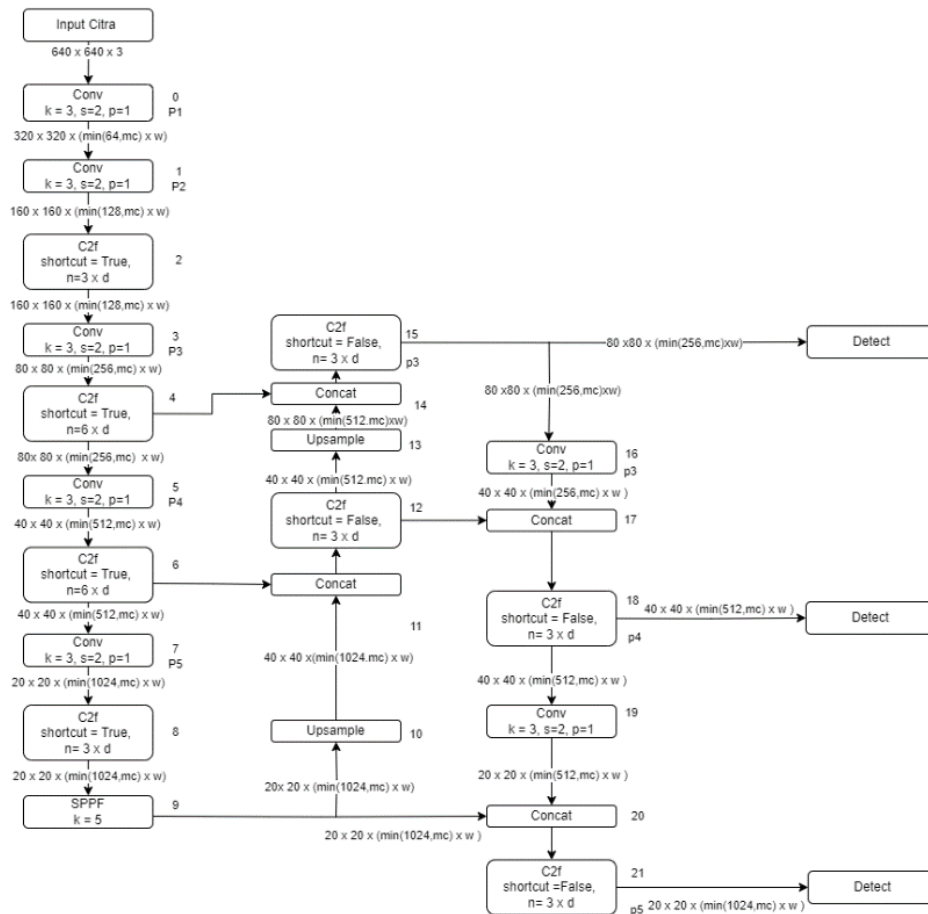 Input Citra
640 x 640 x 3
Conv
k = 3, s=2, p=1
0
P1
320 x 320 x (min(64,mc) x w)
Conv
k = 3, s=2, p=1
1
P2
160 x 160 x (min(128,mc) x w)
C2f
shortcut = True,
n=3 x d
2
160 x 160 x (min(128,mc) x w)
Conv
k = 3, s=2, p=1
3
P3
80 x 80 x (min(256,mc) x w)
C2f
shortcut = True,
n=6 x d
4
80x 80 x (min(256,mc) x w)
Conv
k = 3, s=2, p=1
5
P4
40 x 40 x (min(512,mc) x w)
C2f
shortcut = True,
n=6 x d
6
40 x 40 x (min(512,mc) x w)
Conv
k = 3, s=2, p=1
7
P5
20 x 20 x (min(1024,mc) x w)
C2f
shortcut = True,
n= 3 x d
8
20 x 20 x (min(1024,mc) x w)
SPPF
k = 5
9
C2f
shortcut = False,
n= 3 x d
15
p3
Concat
14
80 x 80 x (min(512.mc)xw)
Upsample
13
40 x 40 x (min(512.mc) x w)
C2f
shortcut = False,
n= 3 x d
12
Concat
11
40 x 40 x(min(1024.mc) x w)
Upsample
10
20x 20 x (min(1024,mc) x w)
20 x 20 x (min(1024,mc) x w )
80 x80 x (min(256,mc)xw)
Detect
80 x80 x (min(256,mc)xw)
Conv
k = 3, s=2, p=1
16
p3
40 x 40 x (min(256,mc) x w )
Concat
17
C2f
shortcut = False,
n= 3 x d
18
p4
40 x 40 x (min(512,mc) x w )
Detect
40 x 40 x (min(512,mc) x w )
Conv
k = 3, s=2, p=1
19
20 x 20 x (min(512,mc) x w )
Concat
20
C2f
shortcut =False,
n= 3 x d
21
p5
20 x 20 x (min(1024,mc) x w )
Detect